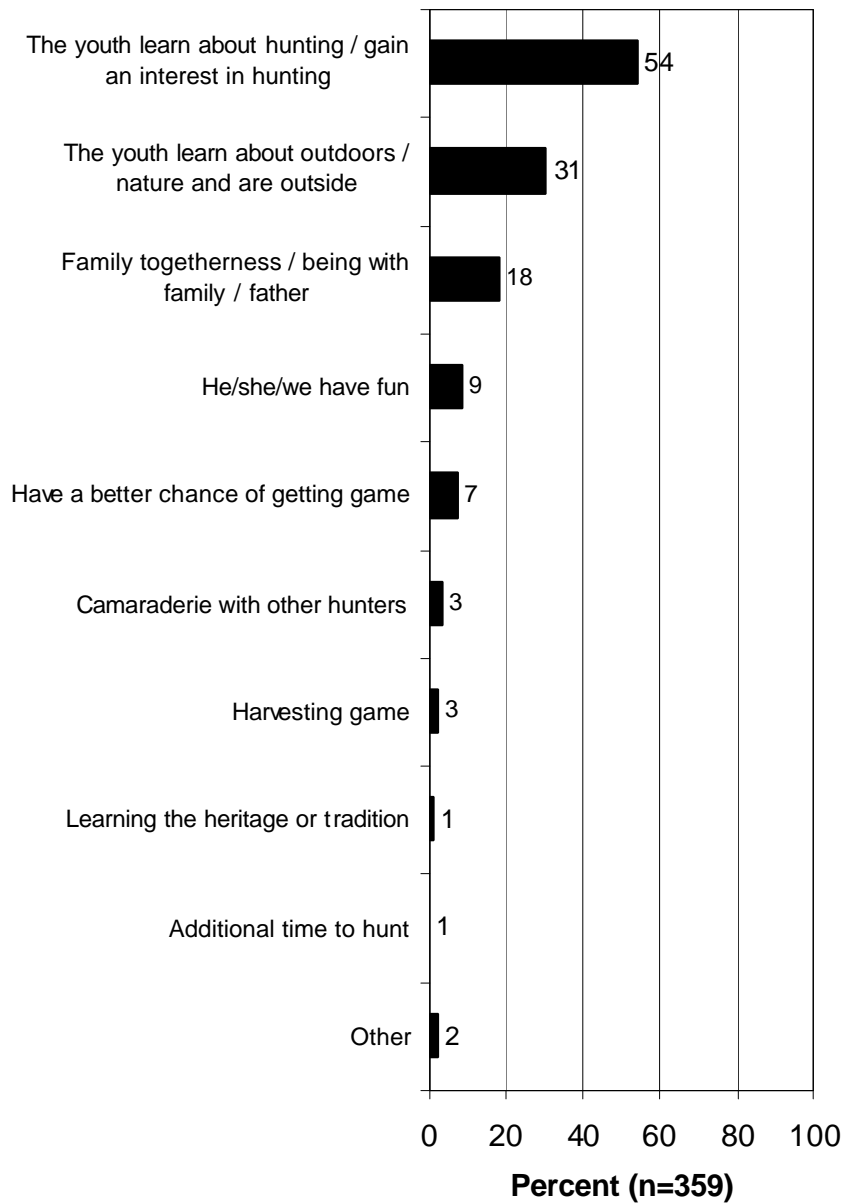 The youth learn about hunting / gain
an interest in hunting
54
The youth learn about outdoors /
nature and are outside
31
Family togetherness / being with
family / father
18
He/she/we have fun
9
Have a better chance of getting game
7
Camaraderie with other hunters
3
Harvesting game
3
Learning the heritage or tradition
1
Additional time to hunt
1
Other
2
0 20 40 60 80 100
Percent (n=359)